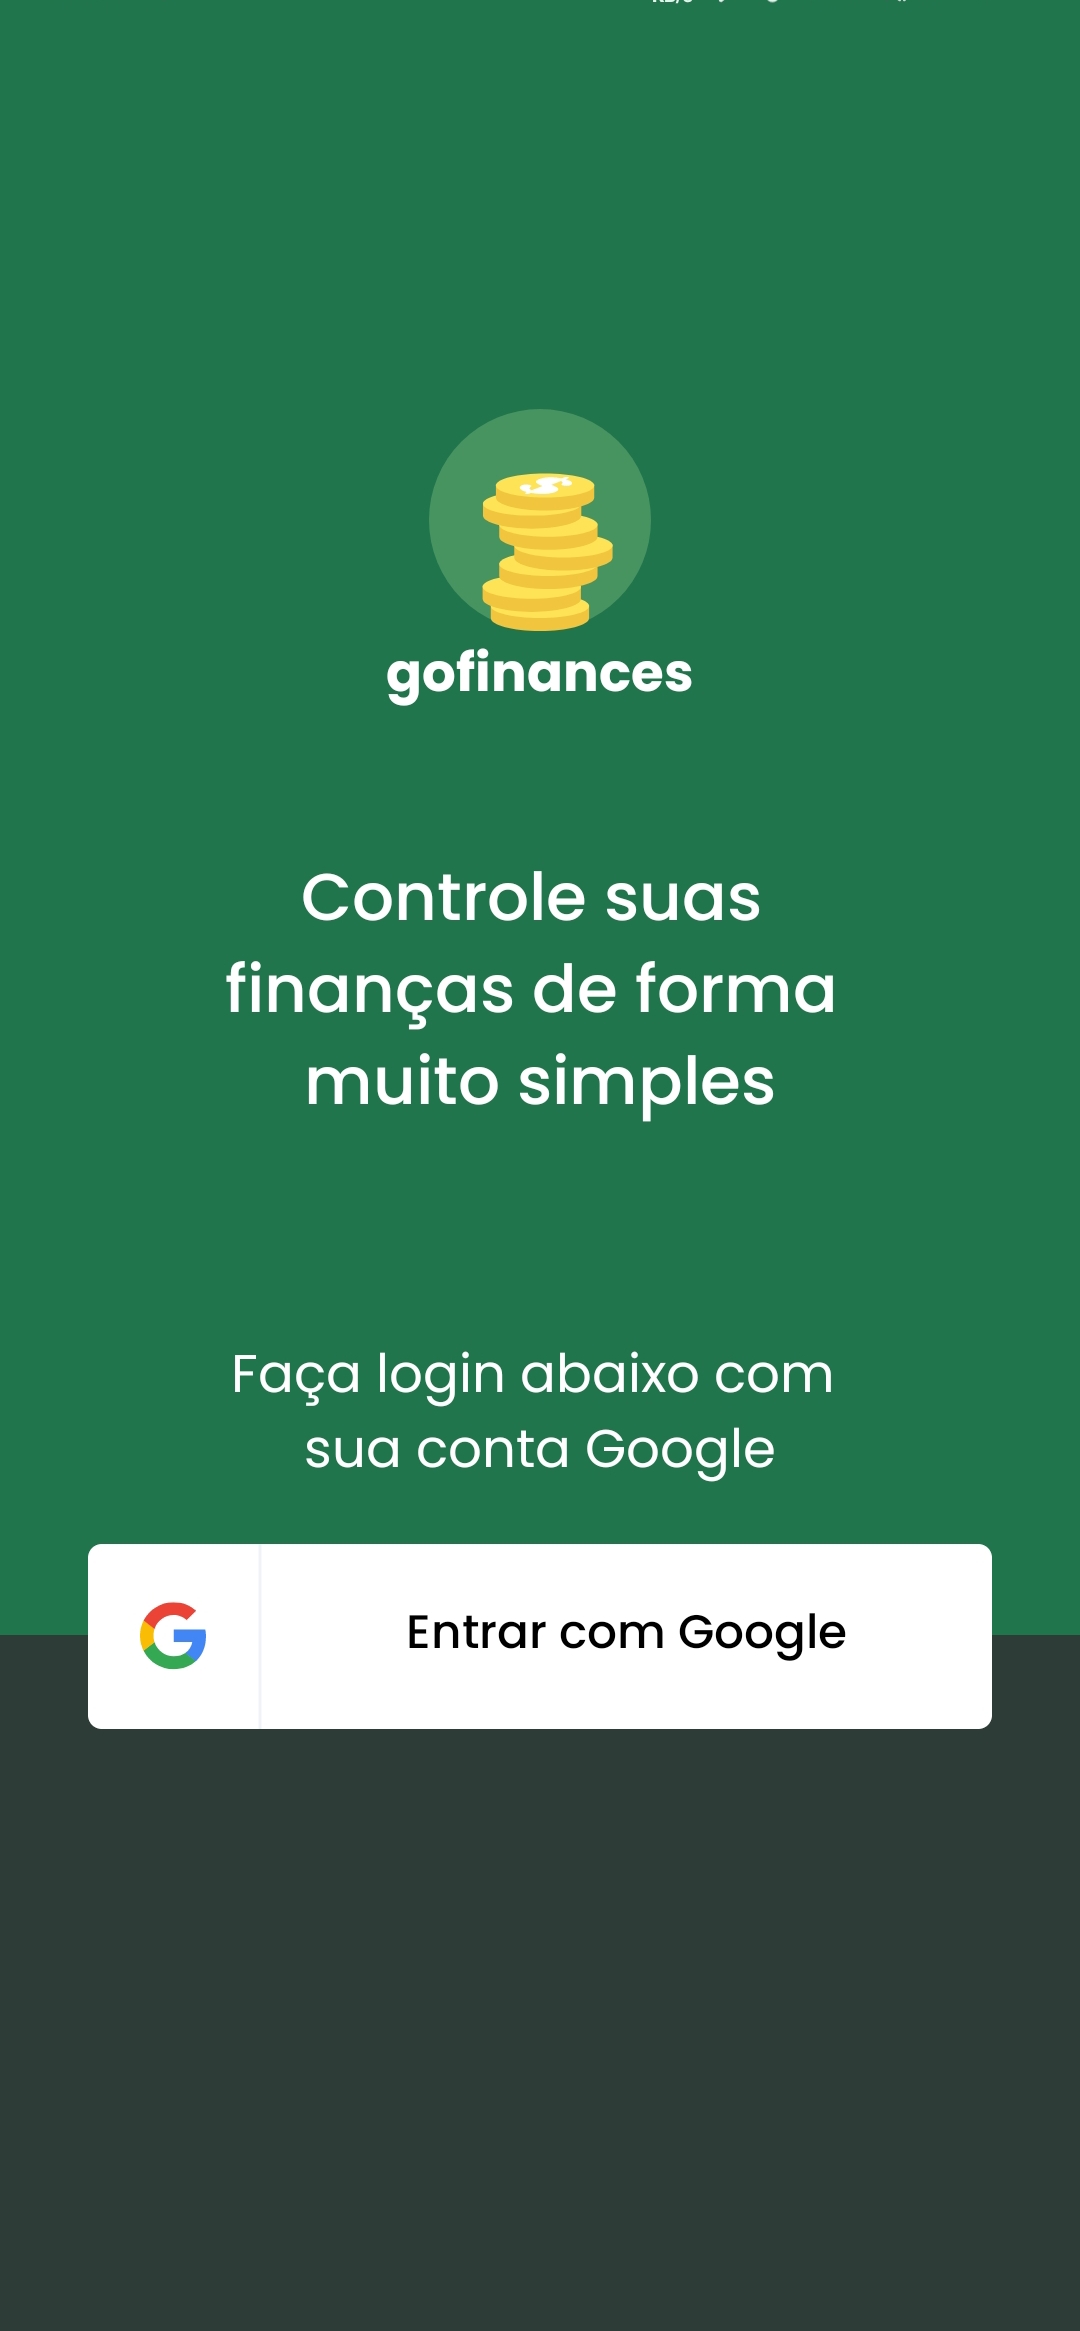 gofinances
Controle suas
finanças de forma
muito simples
Faça login abaixo com
sua conta Google
Entrar com Google